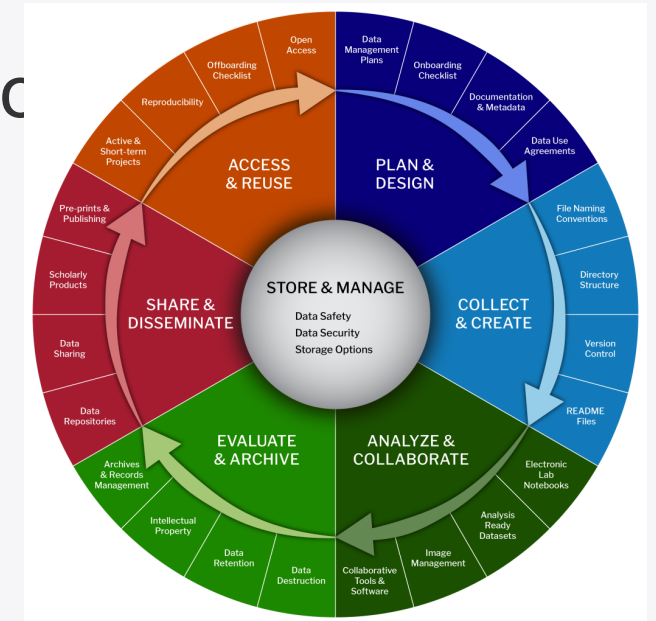 Open
Access
Offboarding
Checklist
Reproducibility
Active &
Short-term
Projects
ACCESS
& REUSE
Data
Management
Plans
Onboarding
Checklist
Documentation
& Metadata
Data Use
Agreements
PLAN &
DESIGN
File Naming
Conventions
Directory
Structure
Version
Control
README
Files
COLLECT
& CREATE
Electronic
Lab
Notebooks
Analysis
Ready
Datasets
Image
Management
Collaborative
Tools &
Software
ANALYZE &
COLLABORATE
Data
Destruction
Data
Retention
Intellectual
Property
Archives
& Records
Management
EVALUATE
& ARCHIVE
Data
Repositories
Data
Sharing
Scholarly
Products
Pre-prints &
Publishing
SHARE &
DISSEMINATE
STORE & MANAGE
Data Safety
Data Security
Storage Options